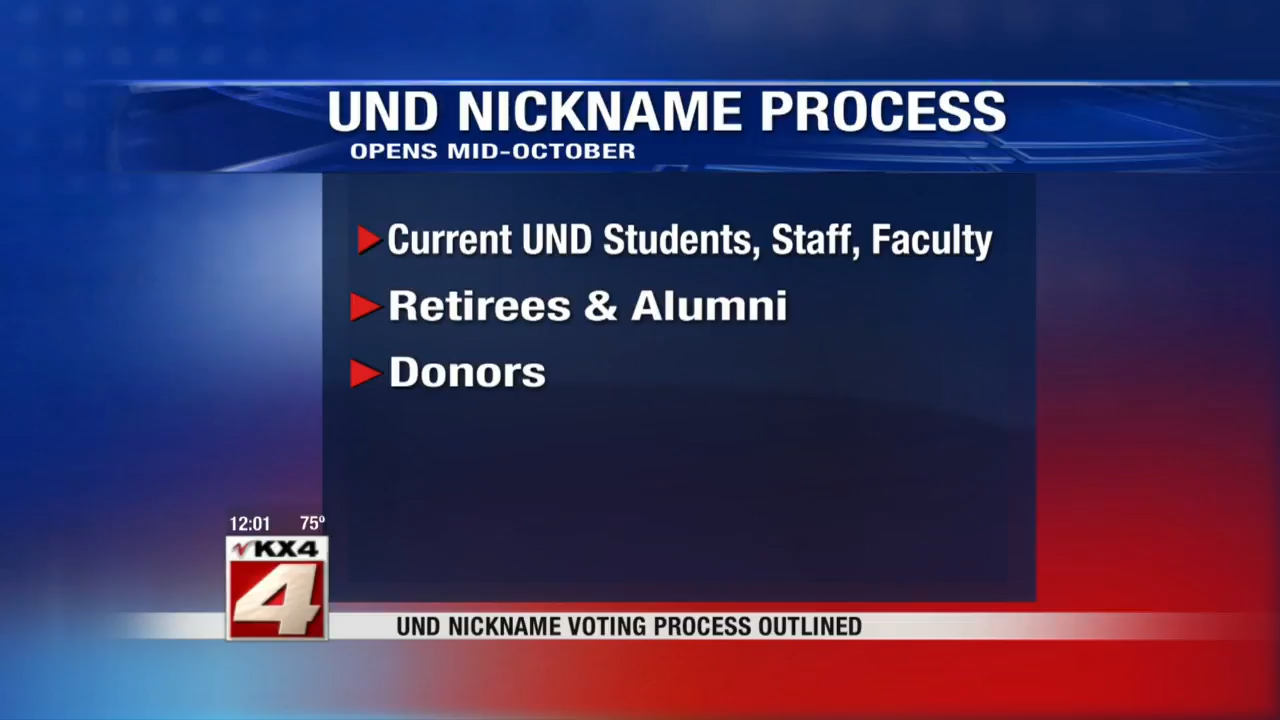 UND NICKNAME PROCESS
OPENS MID-OCTOBER
Current UND Students, Staff, Faculty
Retirees & Alumni
Donors
12:01 75º
KX4
4
UND NICKNAME VOTING PROCESS OUTLINED